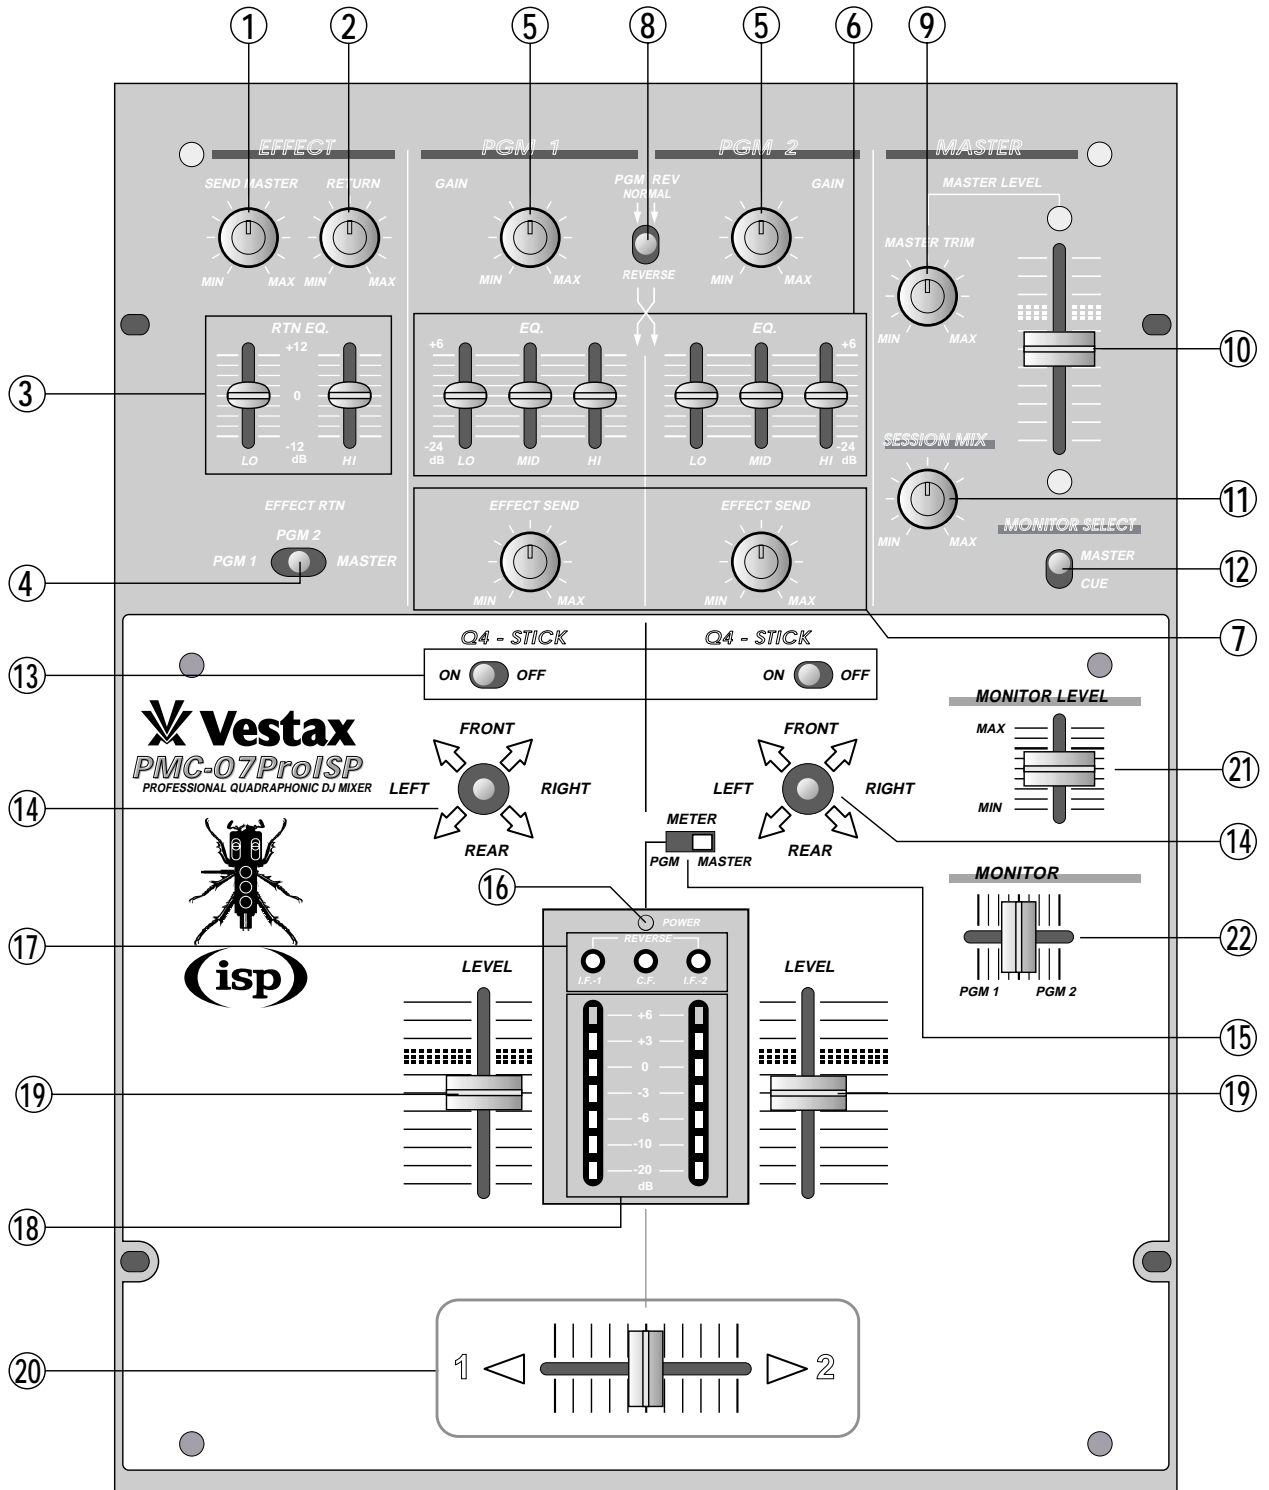 1 2 5 8 5 6 9
EFFECT PGM 1 PGM 2 MASTER
SEND MASTER RETURN GAIN PGM REV GAIN MASTER LEVEL
NORMAL
MASTER TRIM
REVERSE
MIN MAX MIN MAX MIN MAX MIN MAX
MIN MAX
RTN EQ. EQ. EQ.
+12 +6 +6
10
3
0
-12 -24 -24
dB dB dB
LO HI LO MID HI LO MID HI
SESSION MIX
11
EFFECT RTN EFFECT SEND EFFECT SEND
MONITOR SELECT
PGM 2
MIN MAX
PGM 1 MASTER
MASTER
12
4
CUE
MIN MAX MIN MAX
Q4 - STICK Q4 - STICK
7
13
ON OFF ON OFF
MONITOR LEVEL
Vestax
FRONT FRONT
MAX
PMC-07ProISP
21
PROFESSIONAL QUADRAPHONIC DJ MIXER
LEFT RIGHT LEFT RIGHT
14
MIN
METER
REAR REAR
14
PGM MASTER
MONITOR
16
POWER
17
REVERSE
22
LEVEL LEVEL
isp
I.F.-1 C.F. I.F.-2
PGM 1 PGM 2
+6
15
+3
0
19
-3
19
-6
-10
-20
dB
18
20
1 2